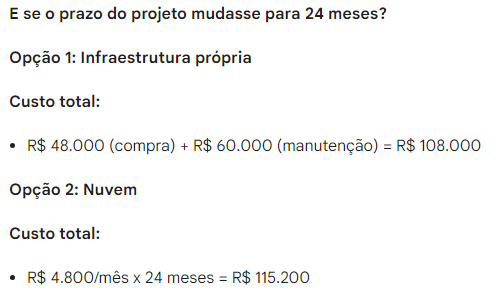 E se o prazo do projeto mudasse para 24 meses?
Opção 1: Infraestrutura própria
Custo total:
• R$ 48.000 (compra) + R$ 60.000 (manutenção) = R$ 108.000
Opção 2: Nuvem
Custo total:
• R$ 4.800/mês x 24 meses = R$ 115.200